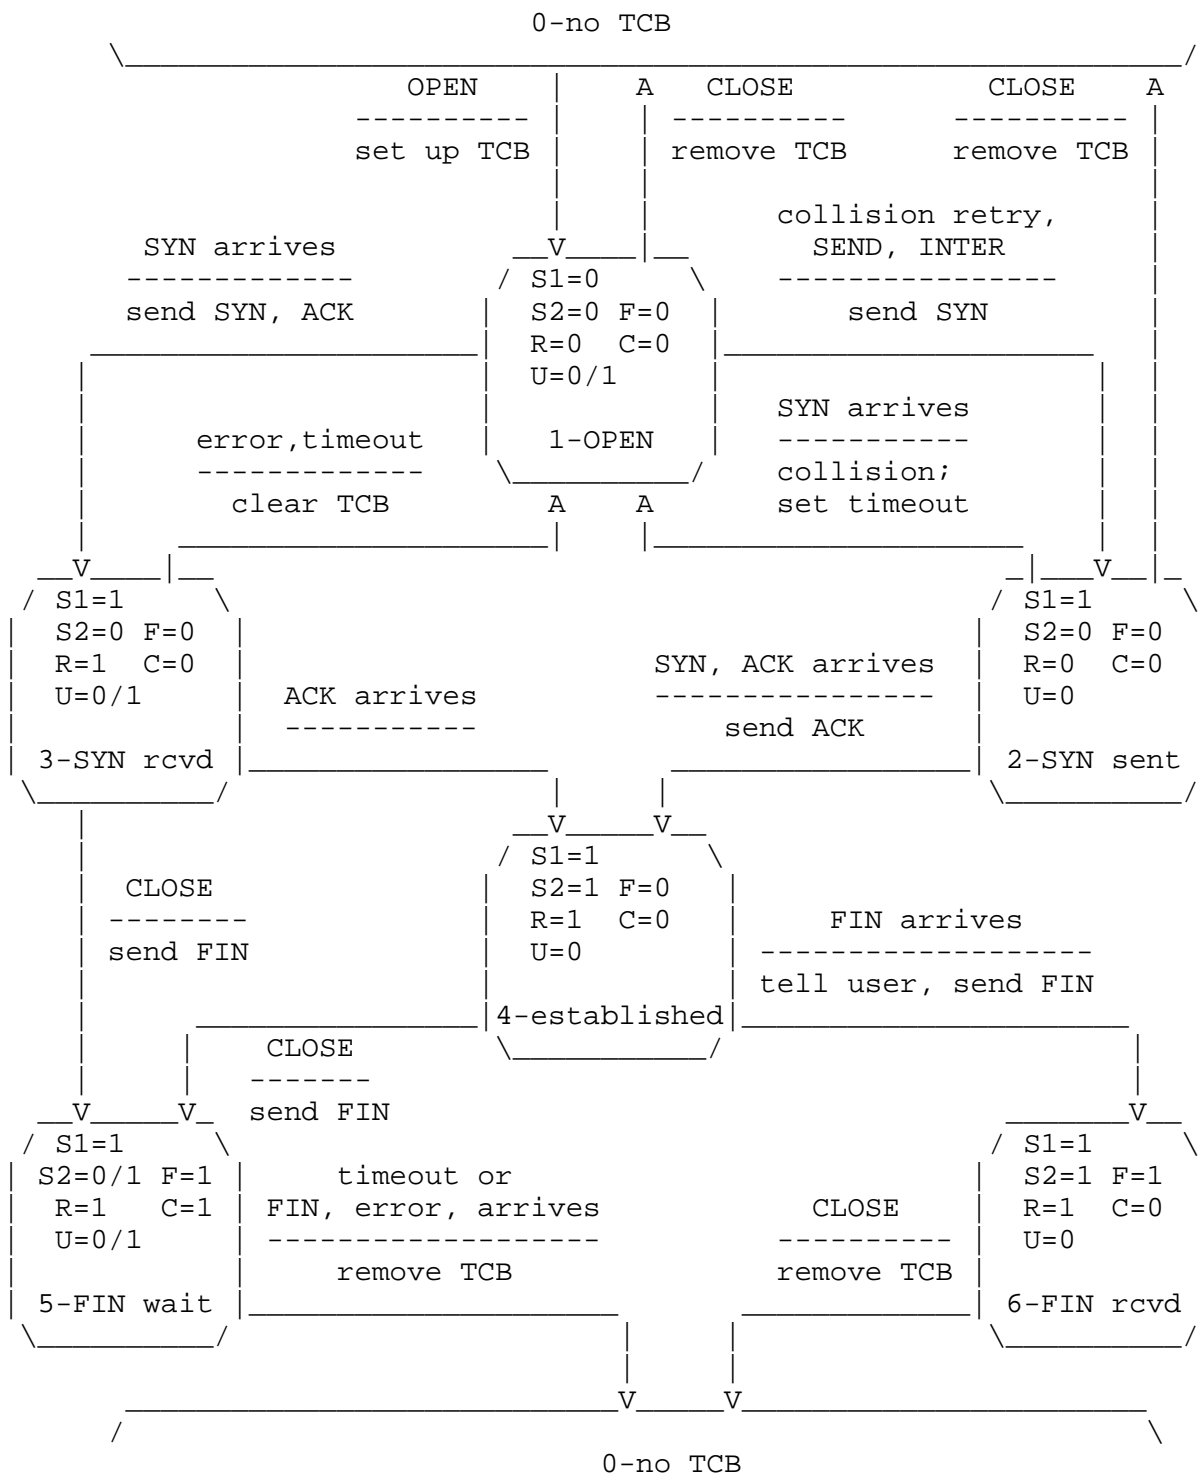 0-no TCB
OPEN A CLOSE CLOSE A
---------- ---------- ----------
set up TCB remove TCB remove TCB
collision retry,
SYN arrives V SEND, INTER
------------- S1=0 ----------------
send SYN, ACK S2=0 F=0 send SYN
R=0 C=0
U=0/1
SYN arrives
error,timeout 1-OPEN -----------
------------- collision;
clear TCB A A set timeout
V V
S1=1 S1=1
S2=0 F=0 S2=0 F=0
R=1 C=0 SYN, ACK arrives R=0 C=0
U=0/1 ACK arrives ---------------- U=0
----------- send ACK
3-SYN rcvd 2-SYN sent
V V
S1=1
CLOSE S2=1 F=0
-------- R=1 C=0 FIN arrives
send FIN U=0 -------------------
tell user, send FIN
4-established
CLOSE
-------
V V send FIN V
S1=1 S1=1
S2=0/1 F=1 timeout or S2=1 F=1
R=1 C=1 FIN, error, arrives CLOSE R=1 C=0
U=0/1 ------------------- ---------- U=0
remove TCB remove TCB
5-FIN wait 6-FIN rcvd
V V
0-no TCB